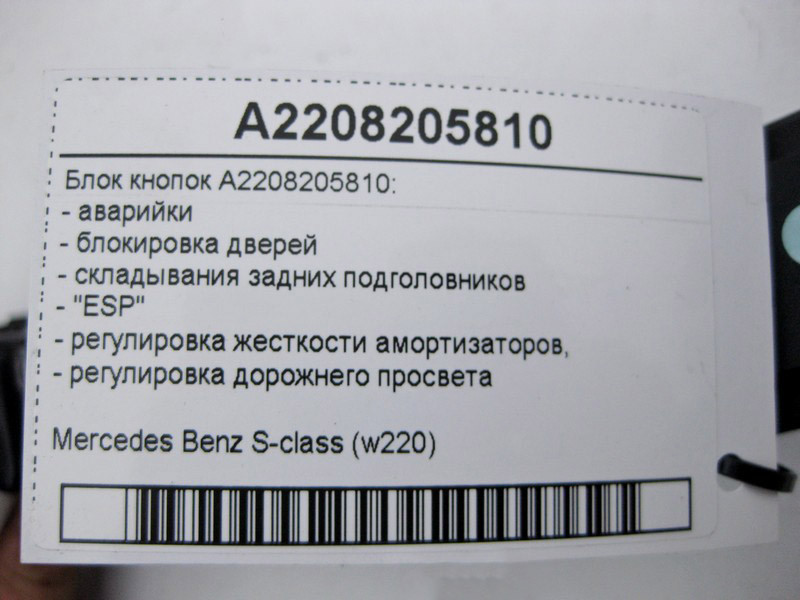 A2208205810
Блок кнопок A2208205810:
- аварийки
- блокировка дверей
- складывания задних подголовников
- "ESP"
- регулировка жесткости амортизаторов,
- регулировка дорожнего просвета
Mercedes Benz S-class (w220)